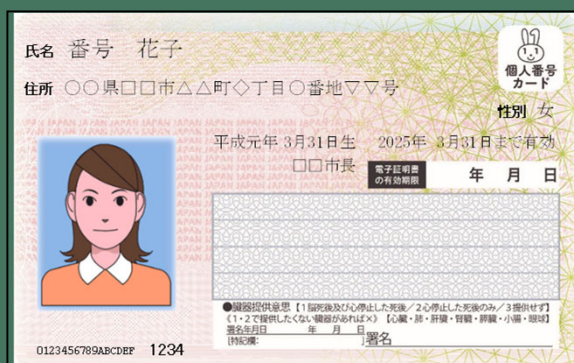 氏名 番号 花子
個人番号
カード
住所 ○○県□□市△△町◇丁目○番地▽▽号
性別 女
平成元年 3月31日生 2025年 3月31日まで有効
□□市長
電子証明書
の有効期限
年 月 日
●臓器提供意思【1 脳死後及び心停止した死後／2 心停止した死後のみ／3 提供せず】
《1・2で提供したくない臓器があれば×》【心臓・肺・肝臓・腎臓・膵臓・小腸・眼球】
署名年月日 年 月 日
[特記欄: ] 署名
0123456789ABCDEF 1234